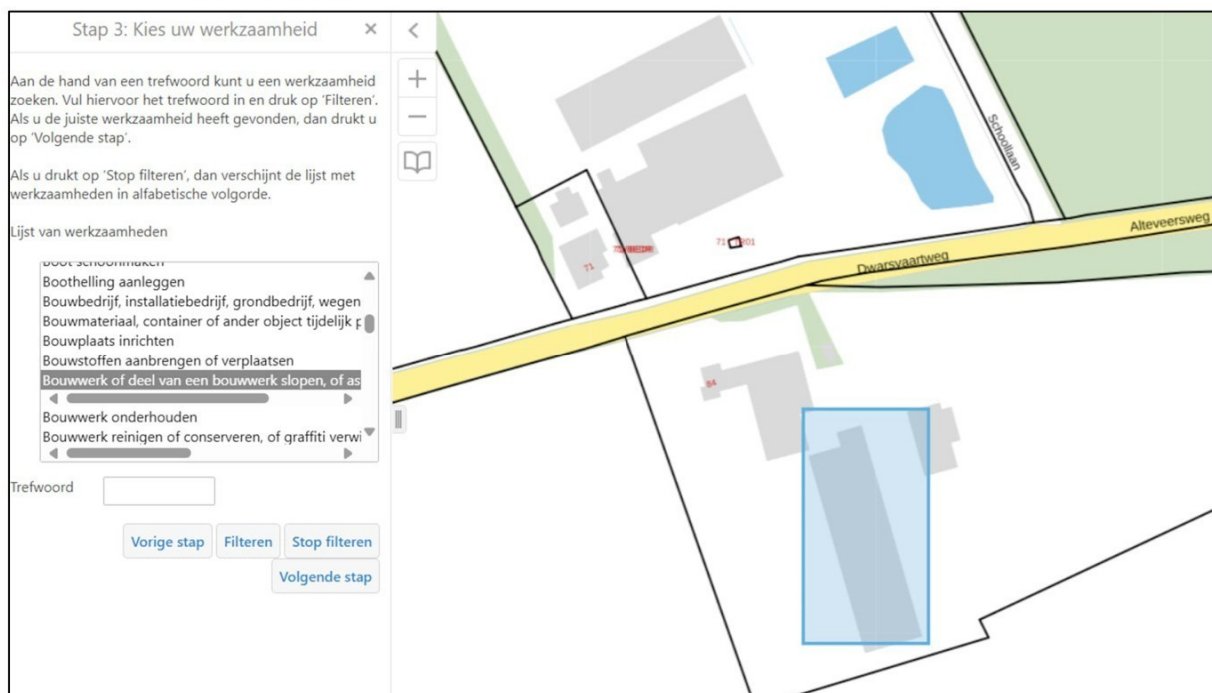 Stap 3: Kies uw werkzaamheid
Aan de hand van een trefwoord kunt u een werkzaamheid
zoeken. Vul hiervoor het trefwoord in en druk op 'Filteren'.
Als u de juiste werkzaamheid heeft gevonden, dan drukt u
op 'Volgende stap'.
Als u drukt op 'Stop filteren', dan verschijnt de lijst met
werkzaamheden in alfabetische volgorde.
Lijst van werkzaamheden
Boot schoonmaken
Boothelling aanleggen
Bouwbedrijf, installatiebedrijf, grondbedrijf, wegen
Bouwmateriaal, container of ander object tijdelijk p
Bouwplaats inrichten
Bouwstoffen aanbrengen of verplaatsen
Bouwwerk of deel van een bouwwerk slopen, of as
Bouwwerk onderhouden
Bouwwerk reinigen of conserveren, of graffiti verwi
Trefwoord
Vorige stap
Filteren
Stop filteren
Volgende stap
Schoollaan
Alteveersweg
Dwarsvaartweg
71
71
84